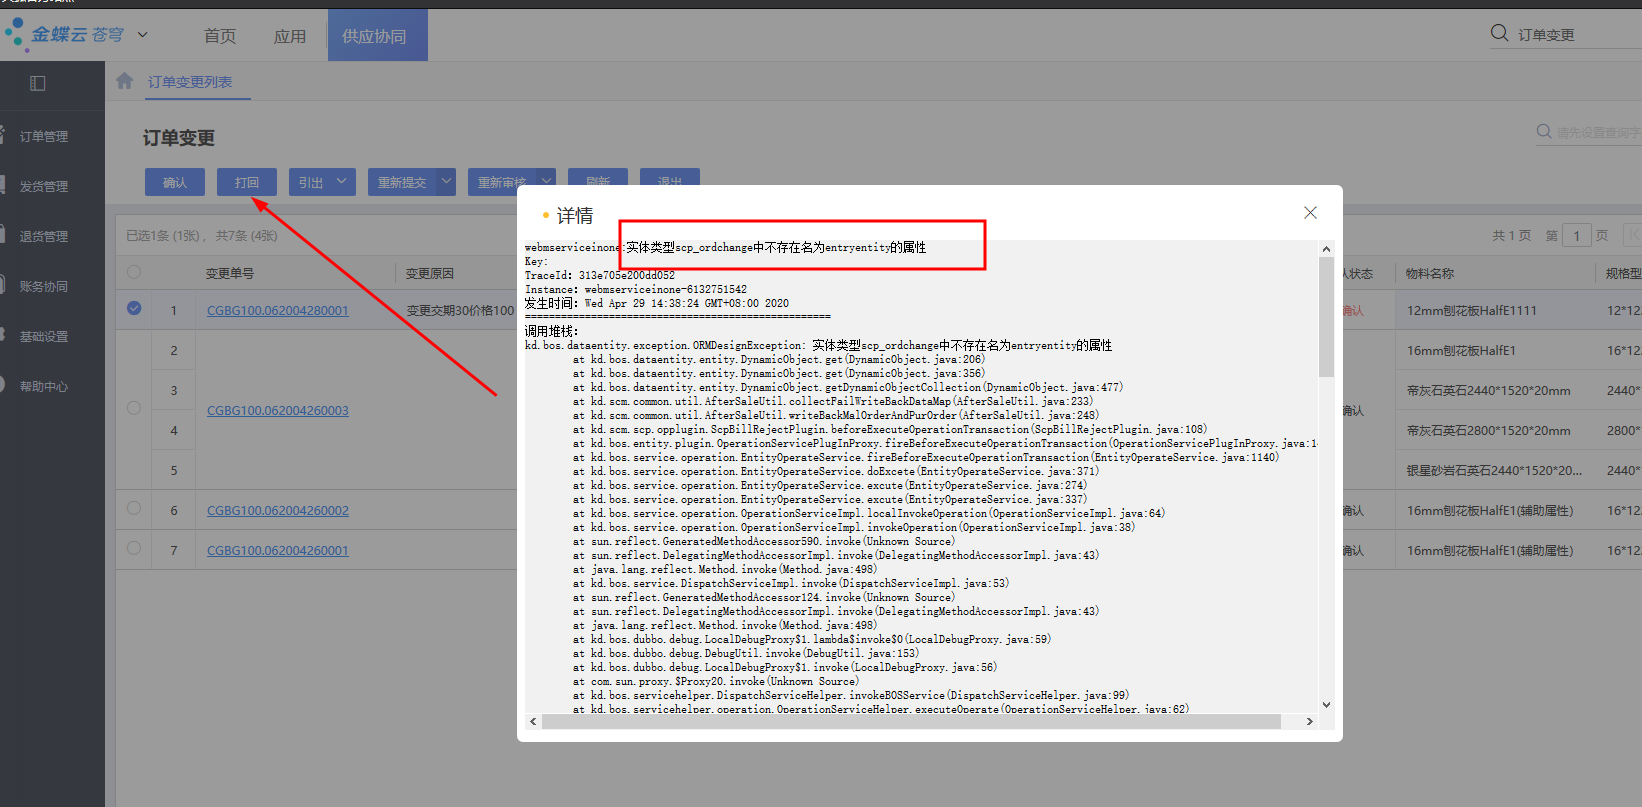 金蝶云 苍穹
首页
应用
供应协同
订单变更
订单变更列表
订单管理
发货管理
退货管理
账务协同
基础设置
帮助中心
订单变更
请先设置查询字
确认
打回
引出
重新提交
重新审核
刷新
退出
已选1条 (1张) ，共7条 (4张)
共 1 页 第 1 页
变更单号 变更原因 物料名称 规格型
1 CGBG100.062004280001 变更交期30价格100 确认 12mm刨花板HalfE1111 12*12
2 16mm刨花板HalfE1 16*12
3 帝灰石英石2440*1520*20mm 2440*
CGBG100.062004260003 确认
4 帝灰石英石2800*1520*20mm 2800*
5 银星砂岩石英石2440*1520*20... 2440*
6 CGBG100.062004260002 确认 16mm刨花板HalfE1(辅助属性) 16*12
7 CGBG100.062004260001 确认 16mm刨花板HalfE1(辅助属性) 16*12
详情
webmserviceinone:实体类型scp_ordchange中不存在名为entryentity的属性
Key:
TraceId: 313e705e200dd052
Instance: webmserviceinone-6132751542
发生时间: Wed Apr 29 14:38:24 GMT+08:00 2020
===================================================
调用堆栈:
kd.bos.dataentity.exception.ORMDesignException: 实体类型scp_ordchange中不存在名为entryentity的属性
at kd.bos.dataentity.entity.DynamicObject.get(DynamicObject.java:206)
at kd.bos.dataentity.entity.DynamicObject.get(DynamicObject.java:356)
at kd.bos.dataentity.entity.DynamicObject.getDynamicObjectCollection(DynamicObject.java:477)
at kd.scm.common.util.AfterSaleUtil.collectFailWriteBackDataMap(AfterSaleUtil.java:233)
at kd.scm.common.util.AfterSaleUtil.writeBackMalOrderAndPurOrder(AfterSaleUtil.java:248)
at kd.scm.scp.opplugin.ScpBillRejectPlugin.beforeExecuteOperationTransaction(ScpBillRejectPlugin.java:108)
at kd.bos.entity.plugin.OperationServicePlugInProxy.fireBeforeExecuteOperationTransaction(OperationServicePlugInProxy.java:1
at kd.bos.service.operation.EntityOperateService.fireBeforeExecuteOperationTransaction(EntityOperateService.java:1140)
at kd.bos.service.operation.EntityOperateService.doExcete(EntityOperateService.java:371)
at kd.bos.service.operation.EntityOperateService.excute(EntityOperateService.java:274)
at kd.bos.service.operation.EntityOperateService.excute(EntityOperateService.java:337)
at kd.bos.service.operation.OperationServiceImpl.localInvokeOperation(OperationServiceImpl.java:64)
at kd.bos.service.operation.OperationServiceImpl.invokeOperation(OperationServiceImpl.java:38)
at sun.reflect.GeneratedMethodAccessor590.invoke(Unknown Source)
at sun.reflect.DelegatingMethodAccessorImpl.invoke(DelegatingMethodAccessorImpl.java:43)
at java.lang.reflect.Method.invoke(Method.java:498)
at kd.bos.service.DispatchServiceImpl.invoke(DispatchServiceImpl.java:53)
at sun.reflect.GeneratedMethodAccessor124.invoke(Unknown Source)
at sun.reflect.DelegatingMethodAccessorImpl.invoke(DelegatingMethodAccessorImpl.java:43)
at java.lang.reflect.Method.invoke(Method.java:498)
at kd.bos.dubbo.debug.LocalDebugProxy$1.lambda$invoke$0(LocalDebugProxy.java:59)
at kd.bos.dubbo.debug.DebugUtil.invoke(DebugUtil.java:153)
at kd.bos.dubbo.debug.LocalDebugProxy$1.invoke(LocalDebugProxy.java:56)
at com.sun.proxy.$Proxy20.invoke(Unknown Source)
at kd.bos.servicehelper.DispatchServiceHelper.invokeBOSService(DispatchServiceHelper.java:99)
at kd.bos.servicehelper.operation.OperationServiceHelper.executeOperate(OperationServiceHelper.java:62)